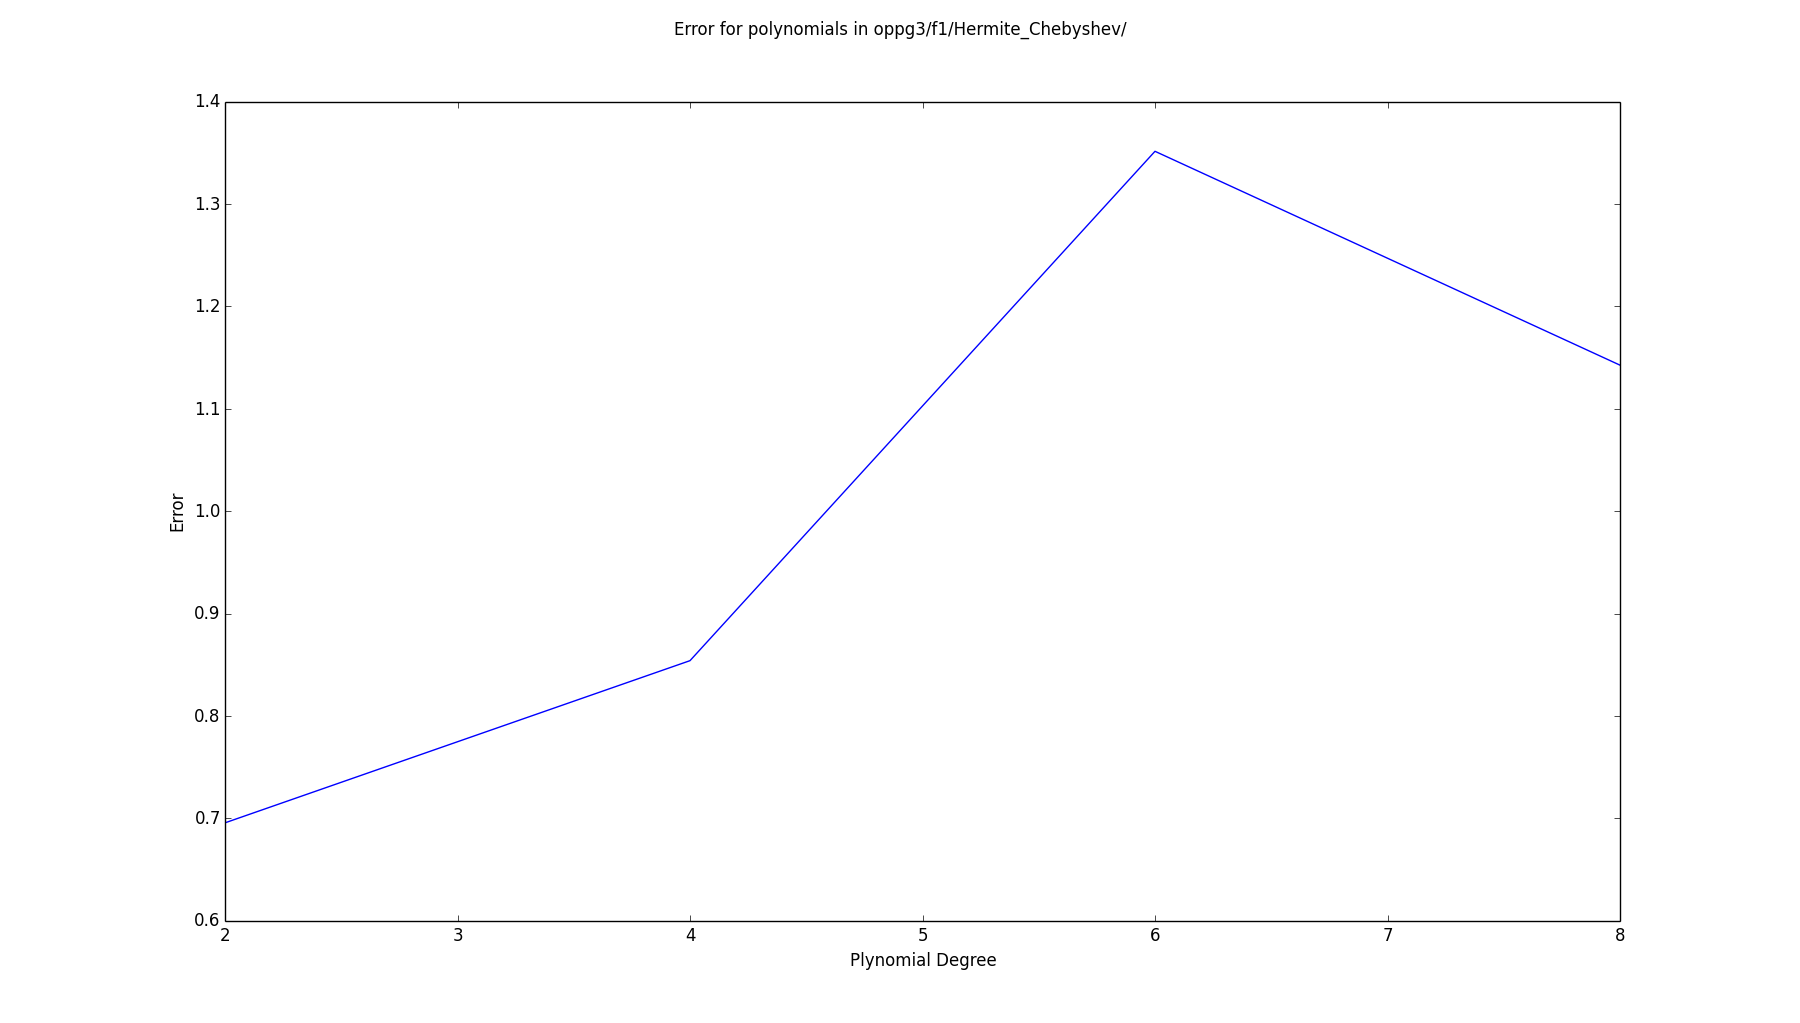 Error for polynomials in oppg3/f1/Hermite_Chebyshev/
1.4
1.3
1.2
1.1
1.0
0.9
0.8
0.7
0.6
Error
2 3 4 5 6 7 8
Plynomial Degree